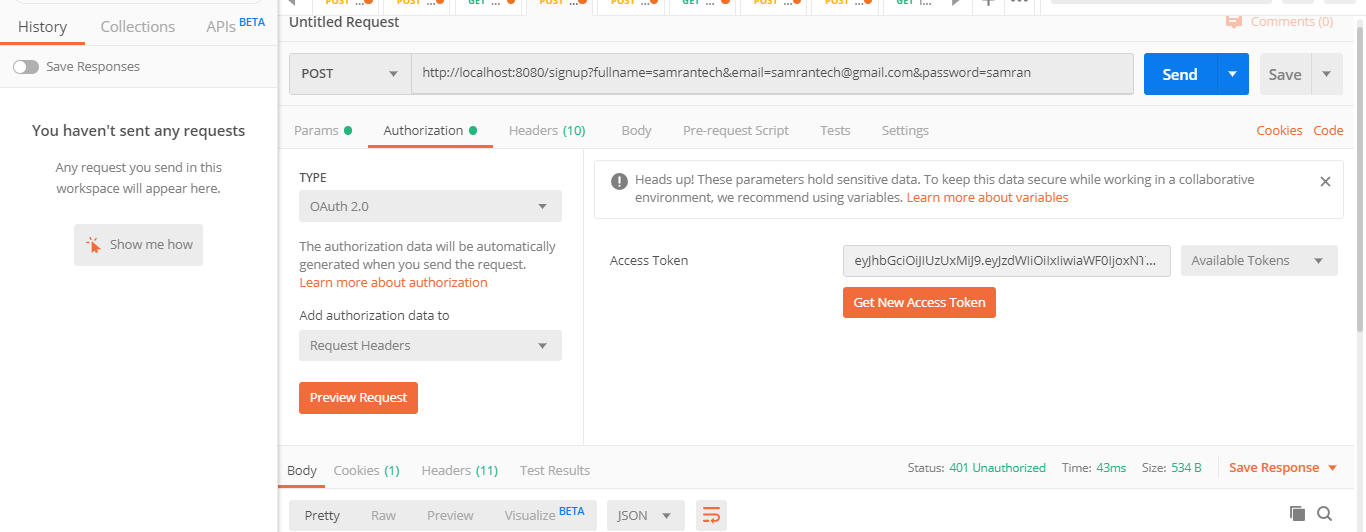 POST ... POST ... GET ... POST ... POST ... GET ... POST ... POST ... GET
History Collections APIs BETA
Save Responses
You haven't sent any requests
Any request you send in this
workspace will appear here.
Show me how
Untitled Request
Comments (0)
POST http://localhost:8080/signup?fullname=samrantech&email=samrantech@gmail.com&password=samran Send Save
Params Authorization Headers (10) Body Pre-request Script Tests Settings Cookies Code
TYPE
OAuth 2.0
The authorization data will be automatically
generated when you send the request.
Learn more about authorization
Add authorization data to
Request Headers
Preview Request
Heads up! These parameters hold sensitive data. To keep this data secure while working in a collaborative
environment, we recommend using variables. Learn more about variables
Access Token Available Tokens
Get New Access Token
Body Cookies (1) Headers (11) Test Results Status: 401 Unauthorized Time: 43ms Size: 534 B Save Response
Pretty Raw Preview Visualize BETA JSON